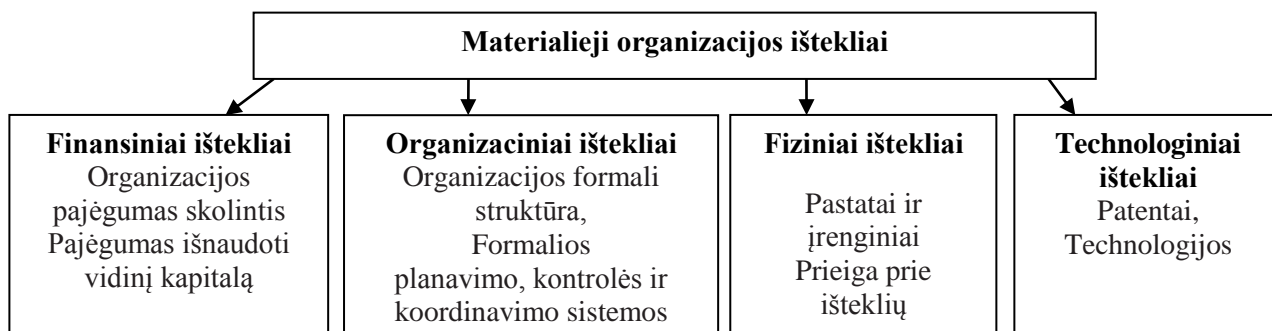 Materialieji organizacijos ištekliai
Finansiniai ištekliai
Organizacijos
pajėgumas skolintis
Pajėgumas išnaudoti
vidinį kapitalą
Organizaciniai ištekliai
Organizacijos formali
struktūra,
Formalios
planavimo, kontrolės ir
koordinavimo sistemos
Fiziniai ištekliai
Pastatai ir
įrenginiai
Prieiga prie
išteklių
Technologiniai
ištekliai
Patentai,
Technologijos